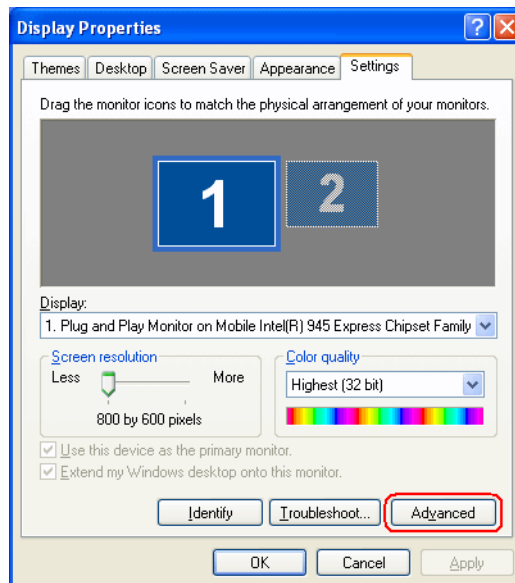 Display Properties
Themes Desktop Screen Saver Appearance Settings
Drag the monitor icons to match the physical arrangement of your monitors.
1 2
Display:
1. Plug and Play Monitor on Mobile Intel(R) 945 Express Chipset Family
Screen resolution
Less More
800 by 600 pixels
Color quality
Highest (32 bit)
Use this device as the primary monitor.
Extend my Windows desktop onto this monitor.
Identify Troubleshoot... Advanced
OK Cancel Apply